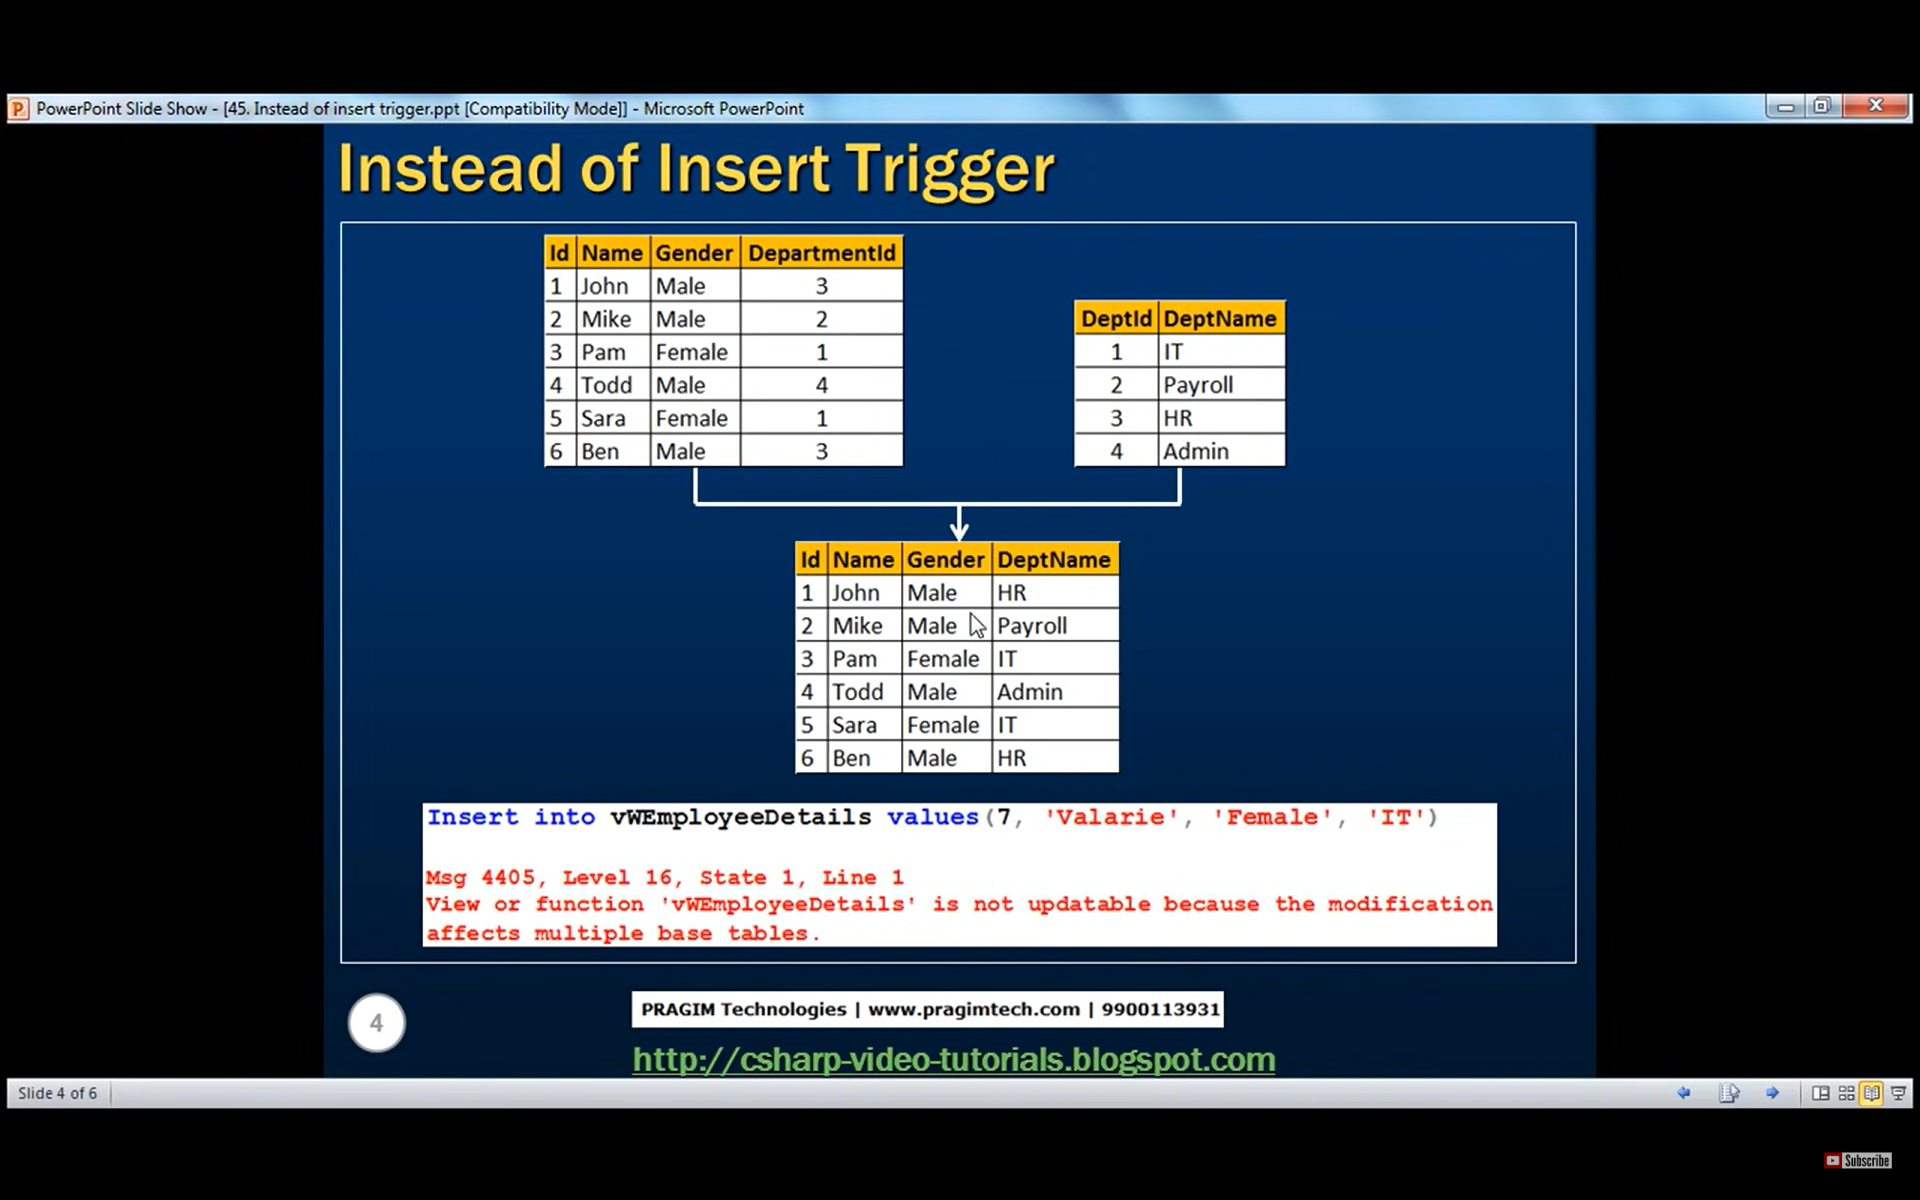 PowerPoint Slide Show - [45. Instead of insert trigger.ppt [Compatibility Mode]] - Microsoft PowerPoint
Instead of Insert Trigger
Id Name Gender DepartmentId
1 John Male 3
2 Mike Male 2
3 Pam Female 1
4 Todd Male 4
5 Sara Female 1
6 Ben Male 3
DeptId DeptName
1 IT
2 Payroll
3 HR
4 Admin
Id Name Gender DeptName
1 John Male HR
2 Mike Male Payroll
3 Pam Female IT
4 Todd Male Admin
5 Sara Female IT
6 Ben Male HR
Insert into vWEmployeeDetails values(7, 'Valarie', 'Female', 'IT')
Msg 4405, Level 16, State 1, Line 1
View or function 'vWEmployeeDetails' is not updatable because the modification
affects multiple base tables.
4
PRAGIM Technologies | www.pragimtech.com | 9900113931
http://csharp-video-tutorials.blogspot.com
Slide 4 of 6
Subscribe